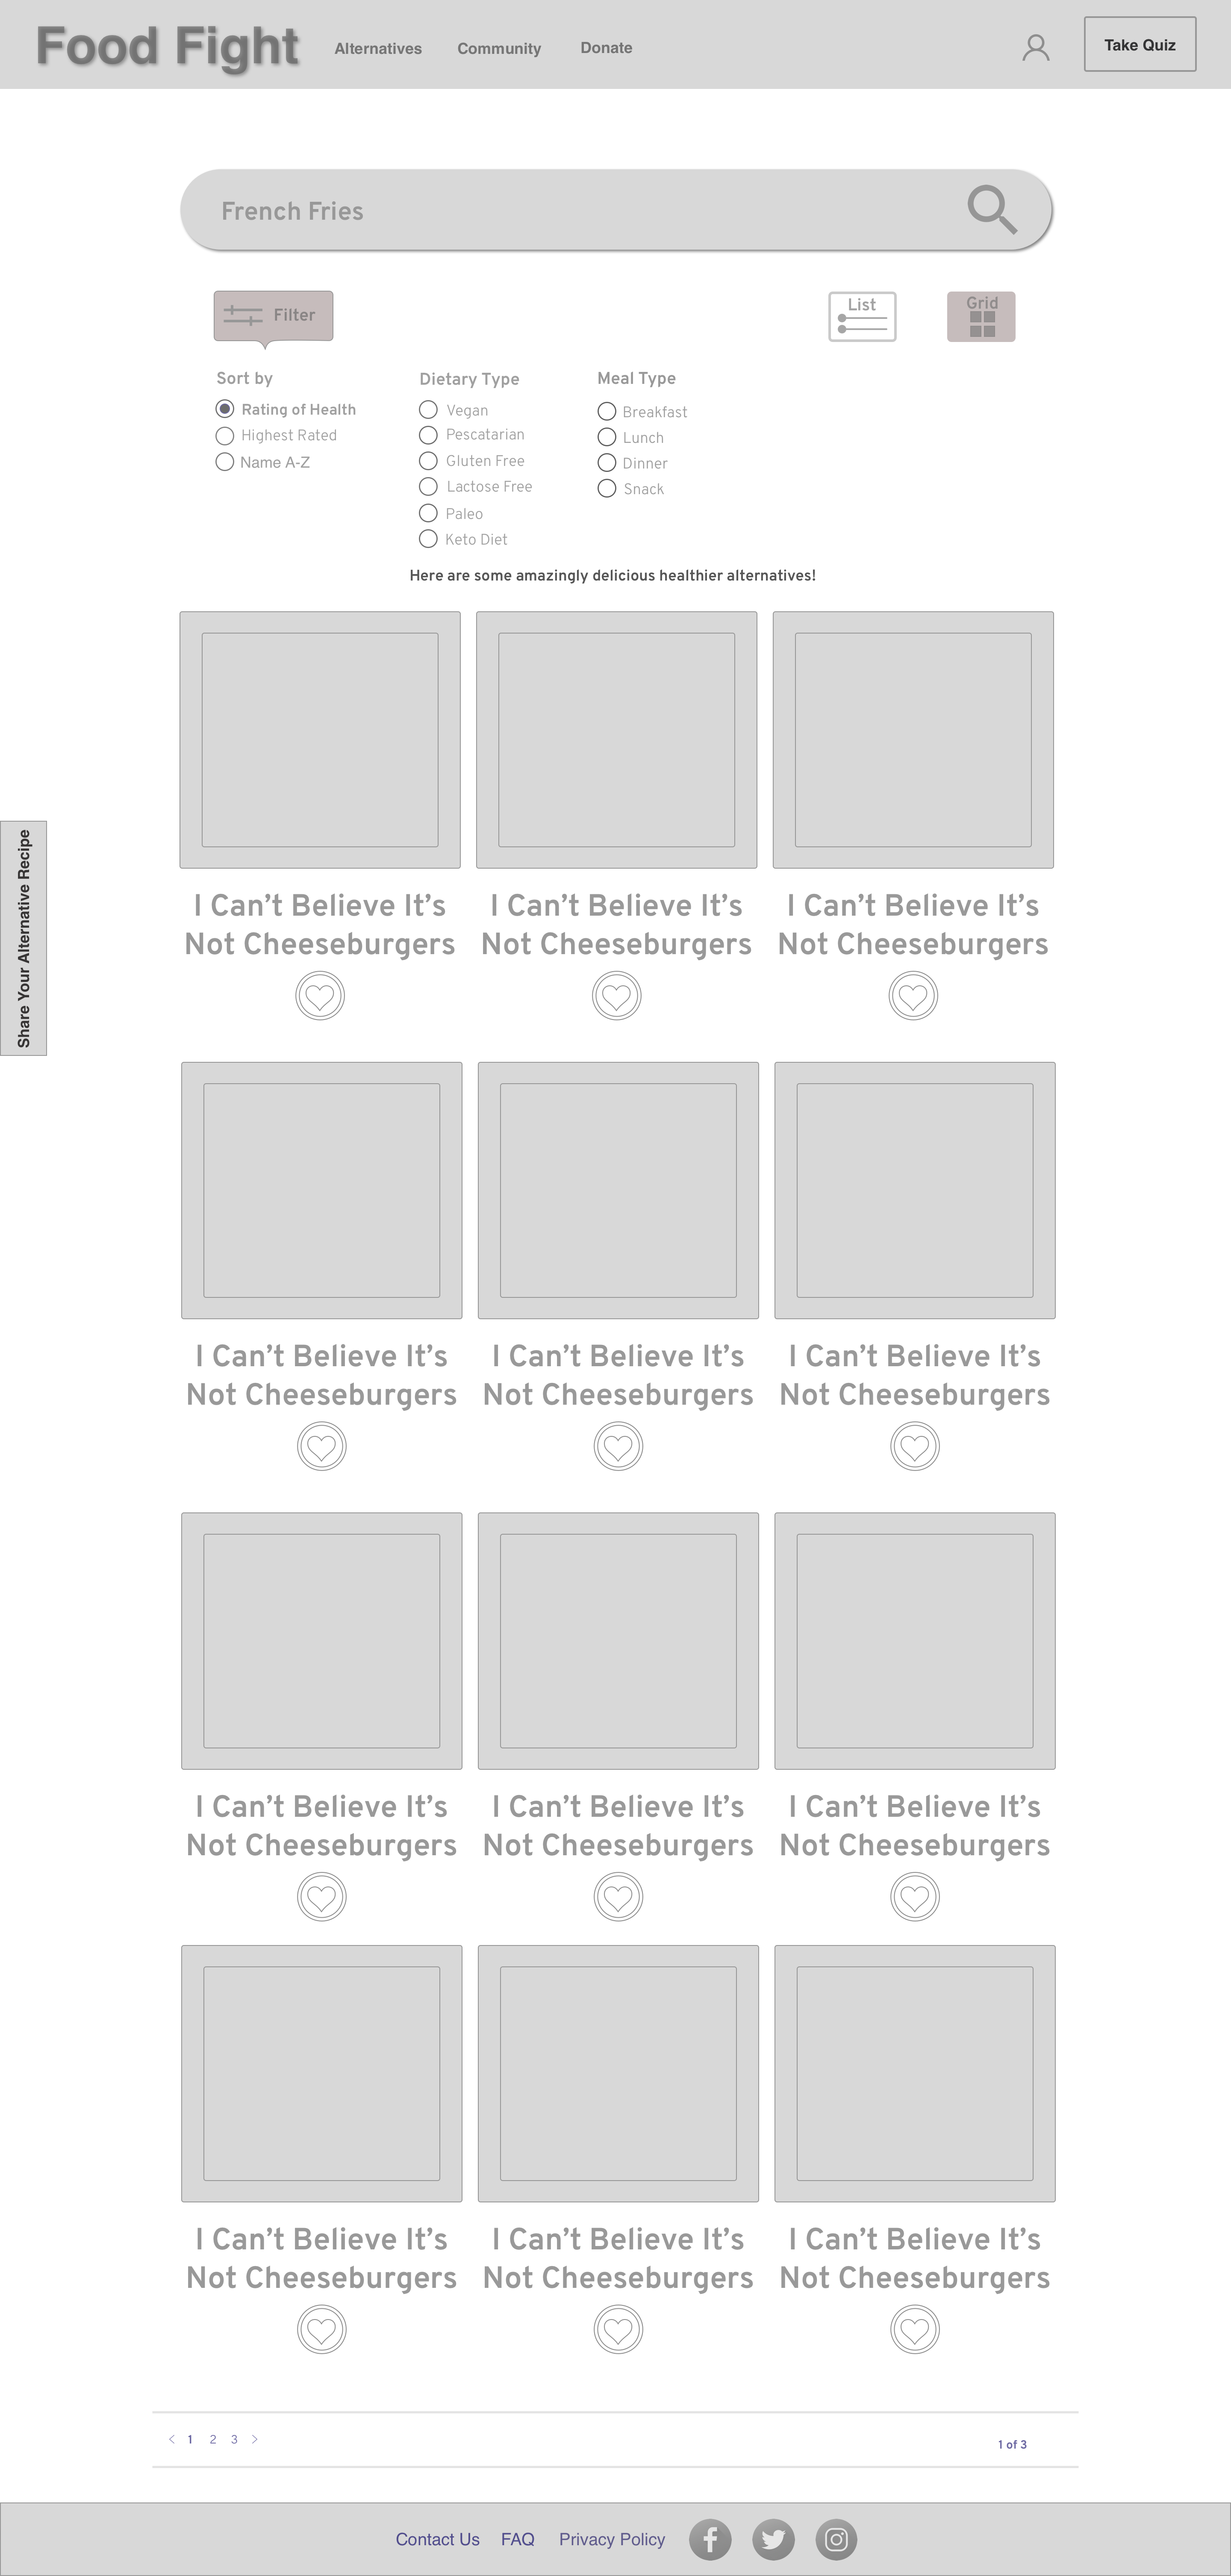 Food Fight
Alternatives
Community
Donate
Take Quiz
French Fries
Filter
List
Grid
Sort by
Rating of Health
Highest Rated
Name A-Z
Dietary Type
Vegan
Pescatarian
Gluten Free
Lactose Free
Paleo
Keto Diet
Meal Type
Breakfast
Lunch
Dinner
Snack
Here are some amazingly delicious healthier alternatives!
Share Your Alternative Recipe
I Can’t Believe It’s
Not Cheeseburgers
I Can’t Believe It’s
Not Cheeseburgers
I Can’t Believe It’s
Not Cheeseburgers
I Can’t Believe It’s
Not Cheeseburgers
I Can’t Believe It’s
Not Cheeseburgers
I Can’t Believe It’s
Not Cheeseburgers
I Can’t Believe It’s
Not Cheeseburgers
I Can’t Believe It’s
Not Cheeseburgers
I Can’t Believe It’s
Not Cheeseburgers
I Can’t Believe It’s
Not Cheeseburgers
I Can’t Believe It’s
Not Cheeseburgers
I Can’t Believe It’s
Not Cheeseburgers
< 1 2 3 >
1 of 3
Contact Us
FAQ
Privacy Policy